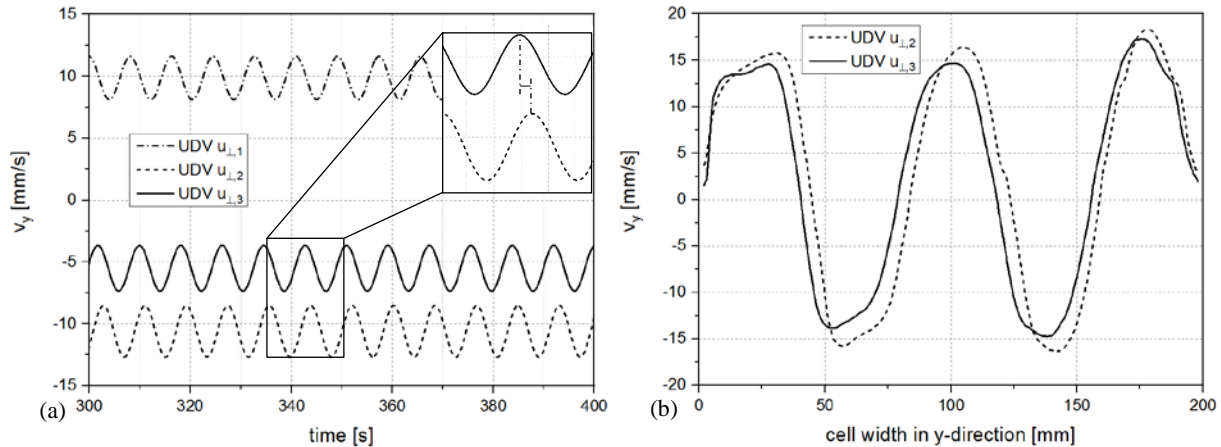 15
10
5
0
-5
-10
-15
v_y [mm/s]
UDV u⊥,1
UDV u⊥,2
UDV u⊥,3
300
320
340
360
380
400
time [s]
(a)
20
15
10
5
0
-5
-10
-15
-20
v_y [mm/s]
UDV u⊥,2
UDV u⊥,3
0
50
100
150
200
cell width in y-direction [mm]
(b)